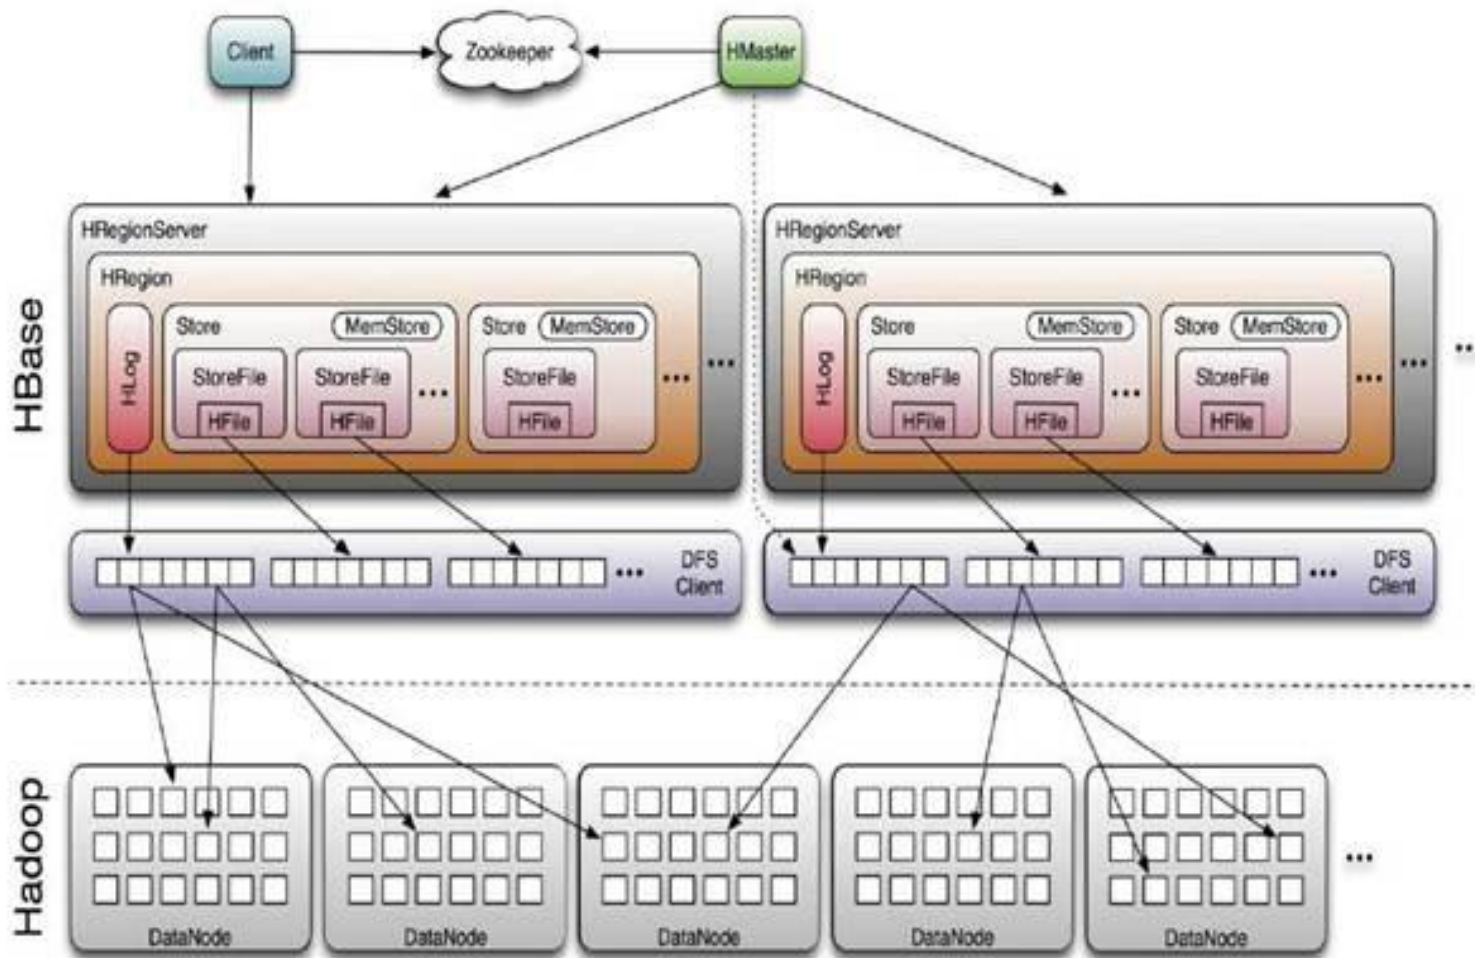 Client
Zookeeper
HMaster
HBase
HRegionServer
HRegion
HLog
Store
MemStore
StoreFile
HFile
StoreFile
HFile
...
Store
MemStore
StoreFile
HFile
...
...
HRegionServer
HRegion
HLog
Store
MemStore
StoreFile
HFile
StoreFile
HFile
...
Store
MemStore
StoreFile
HFile
...
...
...
...
DFS
Client
...
DFS
Client
Hadoop
DataNode
DataNode
DataNode
DataNode
DataNode
...